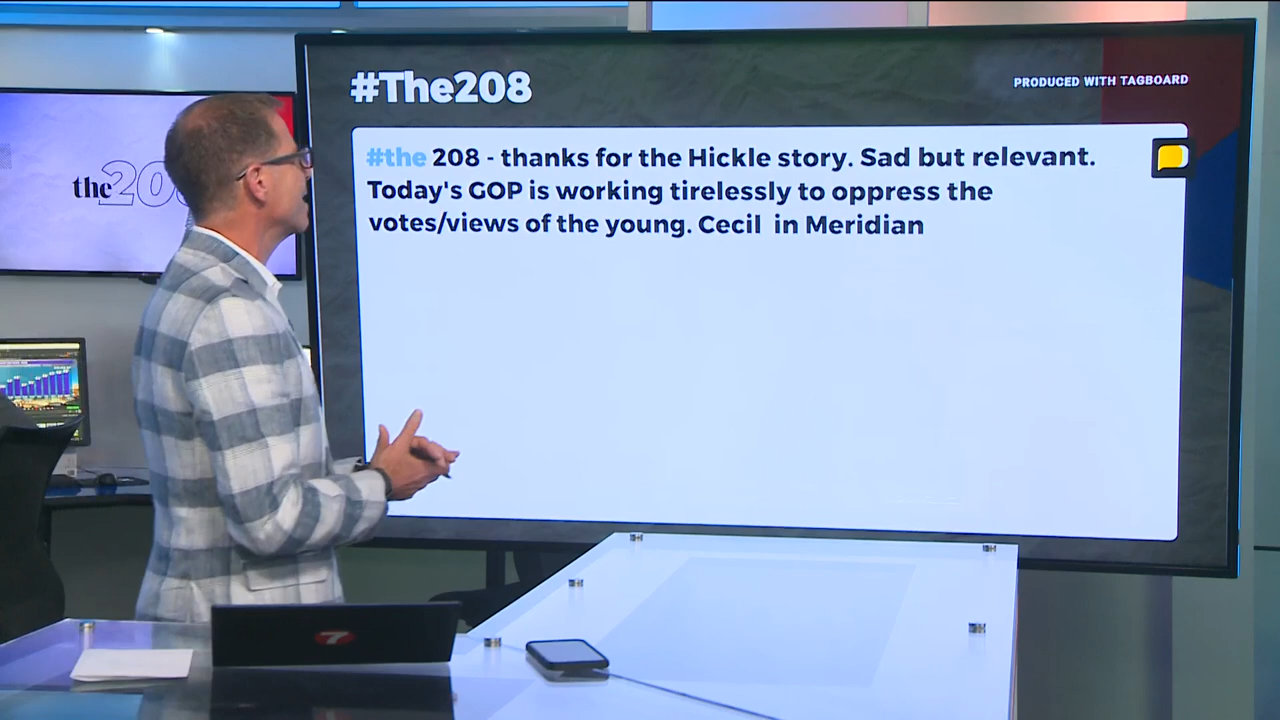 #The208
PRODUCED WITH TAGBOARD
#the 208 - thanks for the Hickle story. Sad but relevant.
Today's GOP is working tirelessly to oppress the
votes/views of the young. Cecil  in Meridian
the20
7